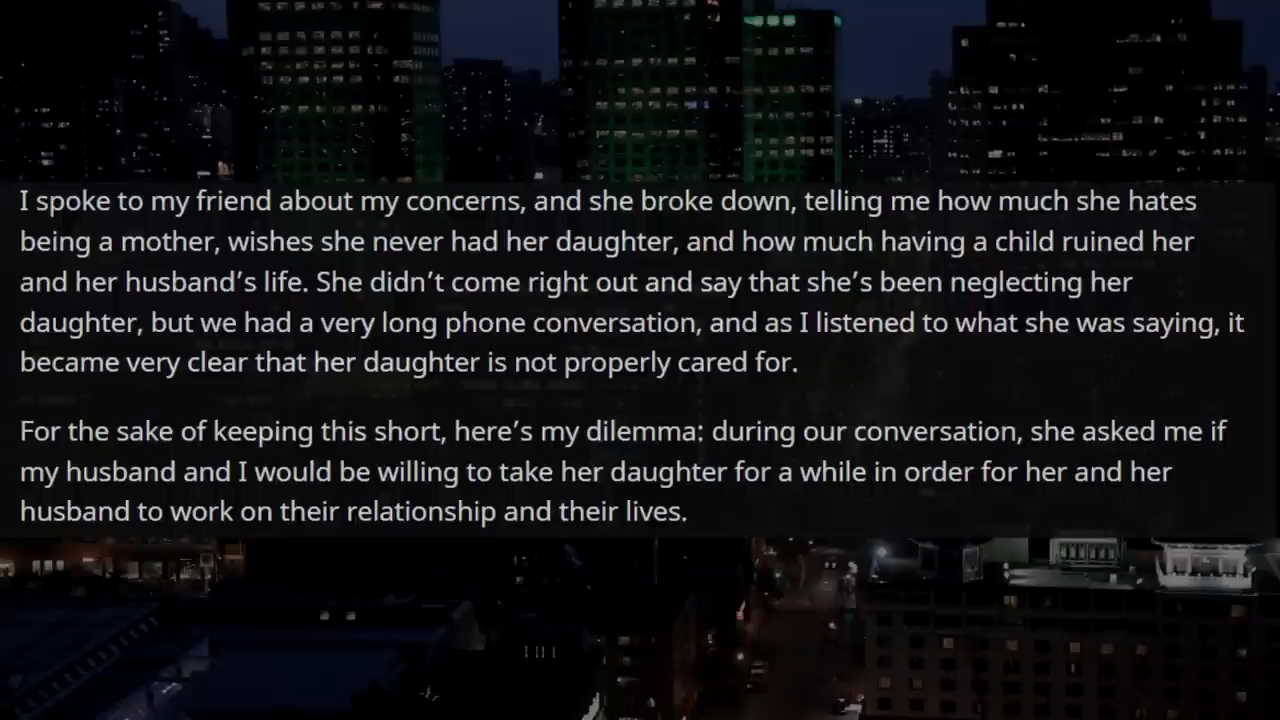 I spoke to my friend about my concerns, and she broke down, telling me how much she hates
being a mother, wishes she never had her daughter, and how much having a child ruined her
and her husband’s life. She didn’t come right out and say that she’s been neglecting her
daughter, but we had a very long phone conversation, and as I listened to what she was saying, it
became very clear that her daughter is not properly cared for.
For the sake of keeping this short, here’s my dilemma: during our conversation, she asked me if
my husband and I would be willing to take her daughter for a while in order for her and her
husband to work on their relationship and their lives.